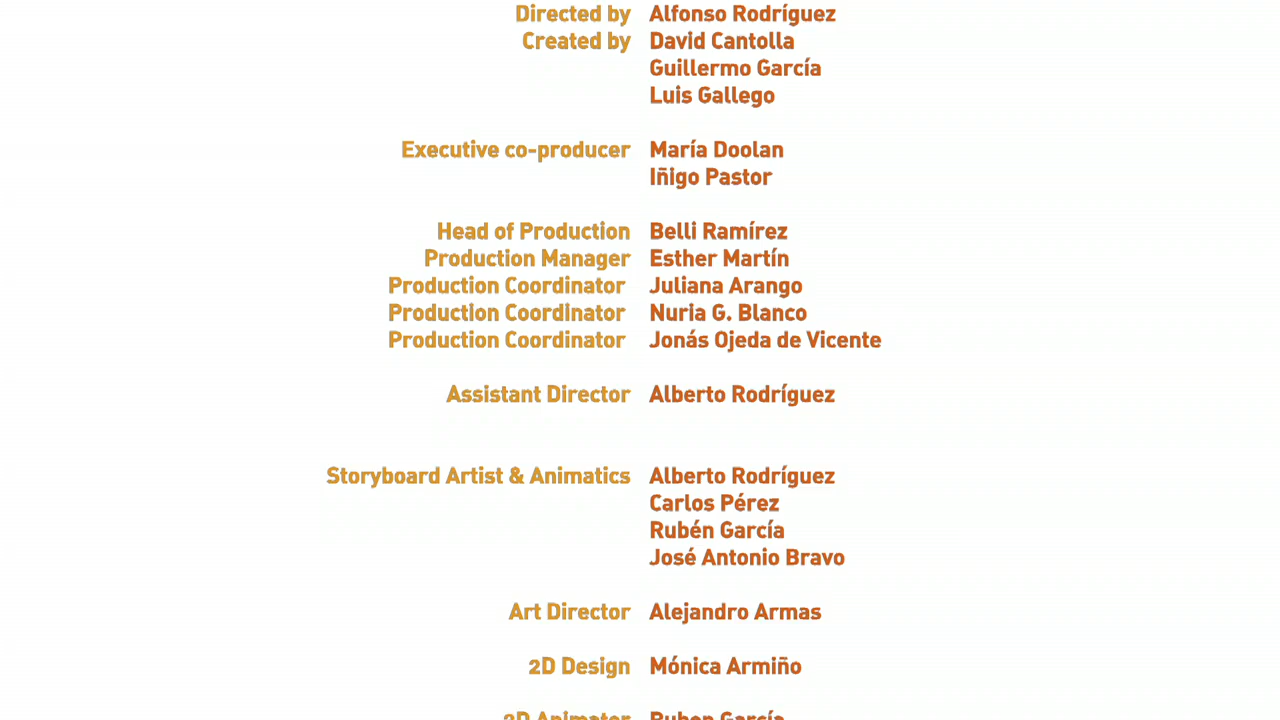 Directed by Alfonso Rodríguez
Created by David Cantolla
Guillermo García
Luis Gallego
Executive co-producer María Doolan
Iñigo Pastor
Head of Production Belli Ramírez
Production Manager Esther Martín
Production Coordinator Juliana Arango
Production Coordinator Nuria G. Blanco
Production Coordinator Jonás Ojeda de Vicente
Assistant Director Alberto Rodríguez
Storyboard Artist & Animatics Alberto Rodríguez
Carlos Pérez
Rubén García
José Antonio Bravo
Art Director Alejandro Armas
2D Design Mónica Armiño
Animator Ruben García